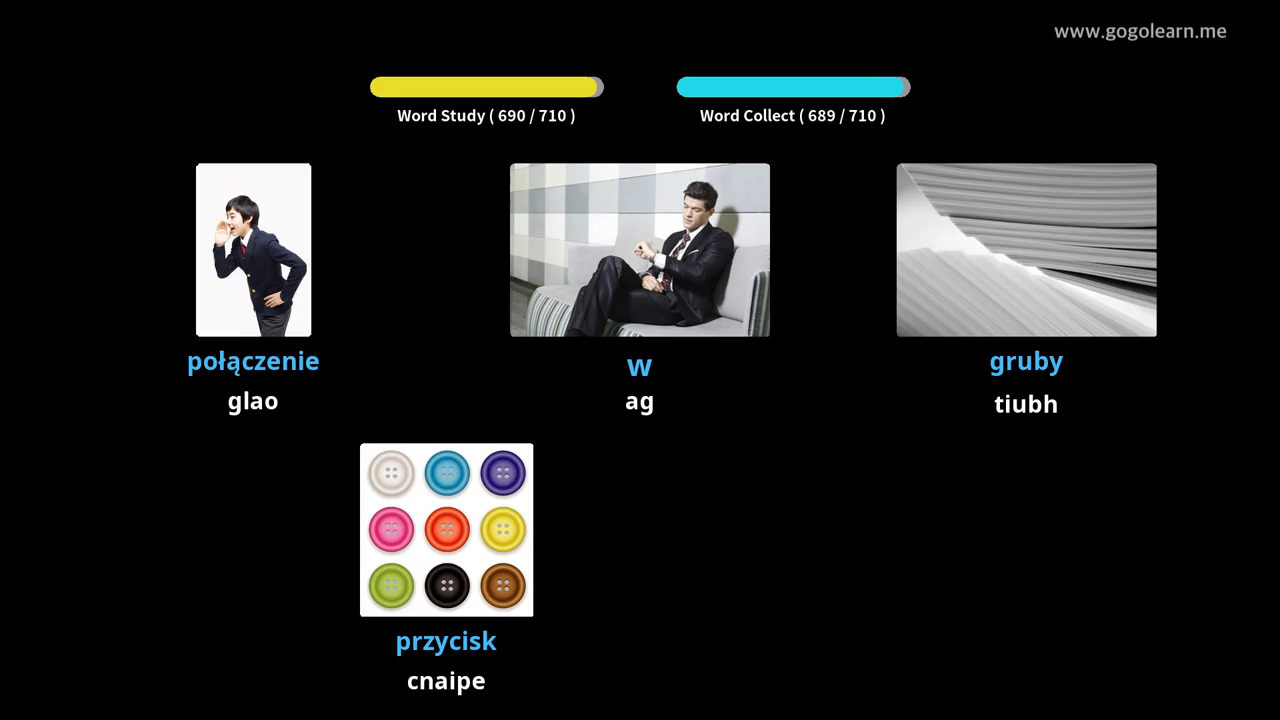 www.gogolearn.me
Word Study ( 690 / 710 )
Word Collect ( 689 / 710 )
połączenie
glao
w
ag
gruby
tiubh
przycisk
cnaipe